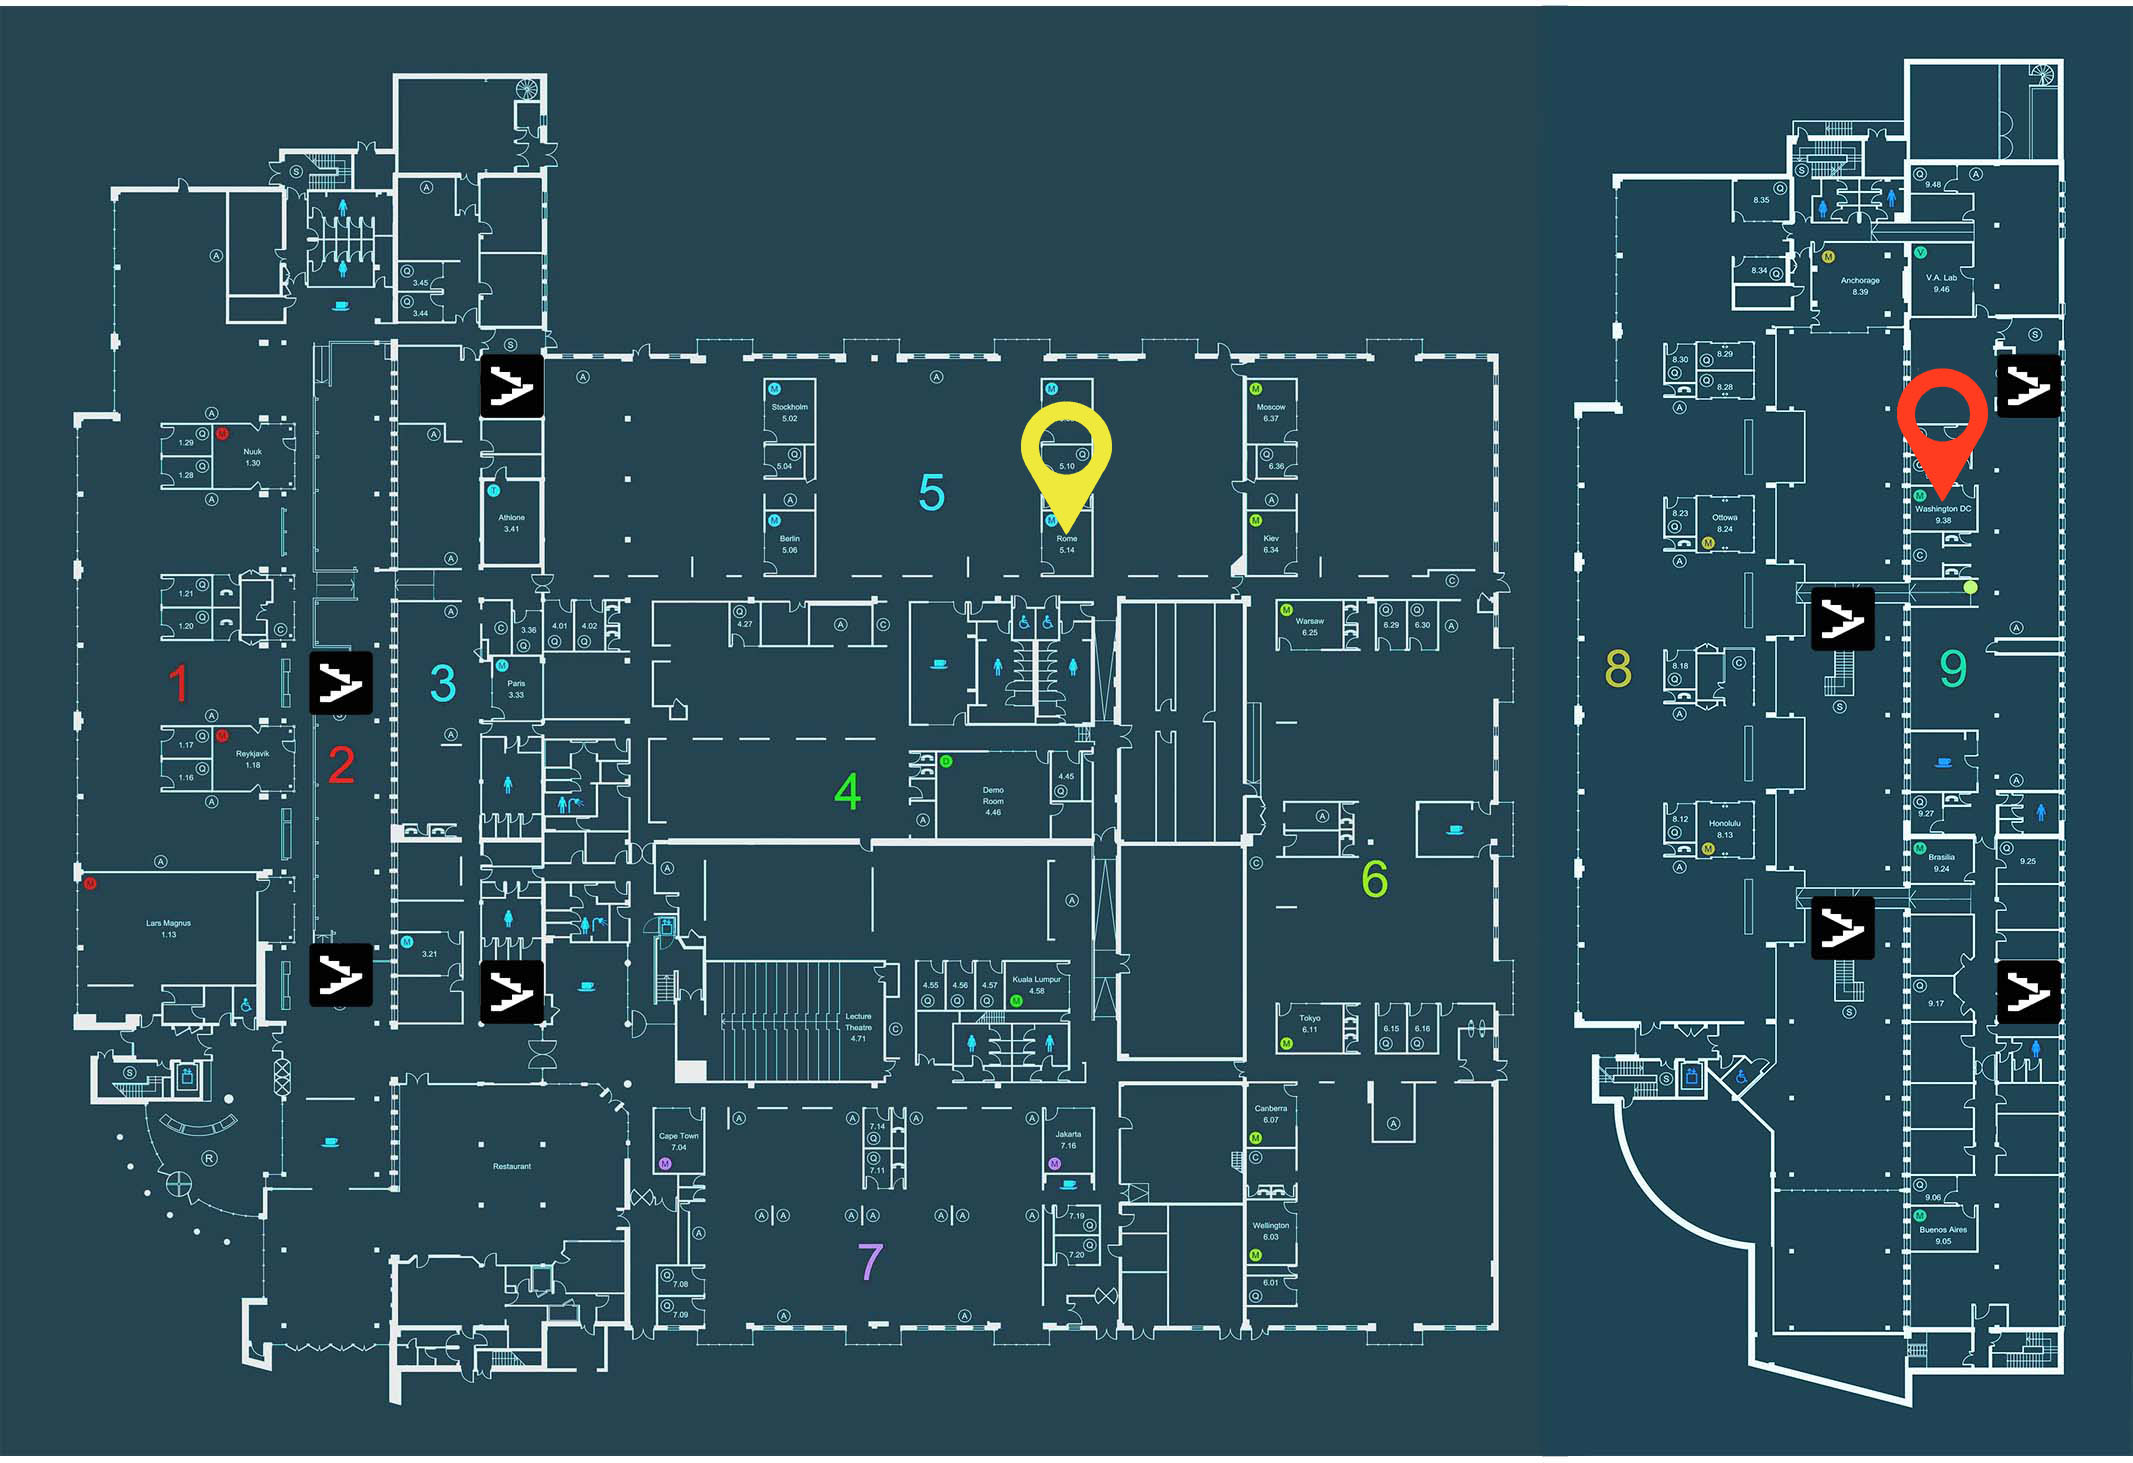 S
A
A
Q
3.45
Q
3.44
S
A
A
A
M
Stockholm
5.02
Q
5.04
A
M
Berlin
5.06
5
M
Q
5.10
M
Rome
5.14
M
Moscow
6.37
Q
6.36
A
M
Kiev
6.34
A
1.29
Q
M
Nuuk
1.30
1.28
Q
A
A
T
Athlone
3.41
A
1.21
Q
1.20
Q
C
A
C
3.36
Q
4.01
Q
4.02
Q
Q
4.27
A
C
M
Warsaw
6.25
Q
6.29
Q
6.30
A
C
1
3
M
Paris
3.33
A
A
1.17
Q
M
Reykjavik
1.18
1.16
Q
A
2
4
D
Demo
Room
4.46
4.45
Q
A
A
C
6
A
M
Lars Magnus
1.13
M
3.21
A
A
4.55
Q
4.56
Q
4.57
Q
Kuala Lumpur
4.58
M
Lecture
Theatre
4.71
C
M
Tokyo
6.11
M
6.15
Q
6.16
Q
S
R
Restaurant
Cape Town
7.04
M
A
A
7.14
Q
Q
7.11
A
A
Jakarta
7.16
M
Canberra
6.07
M
C
A
A
A
A
A
A
A
A
A
7.19
Q
7.20
Q
Wellington
6.03
M
7
Q
7.08
Q
7.09
A
A
6.01
Q
S
8.35
Q
8.34
Q
M
Anchorage
8.39
Q
9.48
A
V
V.A. Lab
9.46
S
8.30
Q
Q
8.29
Q
8.28
A
M
Washington DC
9.38
C
8.23
Q
Ottowa
8.24
M
A
A
8
9
8.18
Q
C
A
S
A
Q
9.27
8.12
Q
Honolulu
8.13
M
A
M
Brasilia
9.24
Q
9.25
Q
9.17
S
S
Q
9.06
M
Buenos Aires
9.05